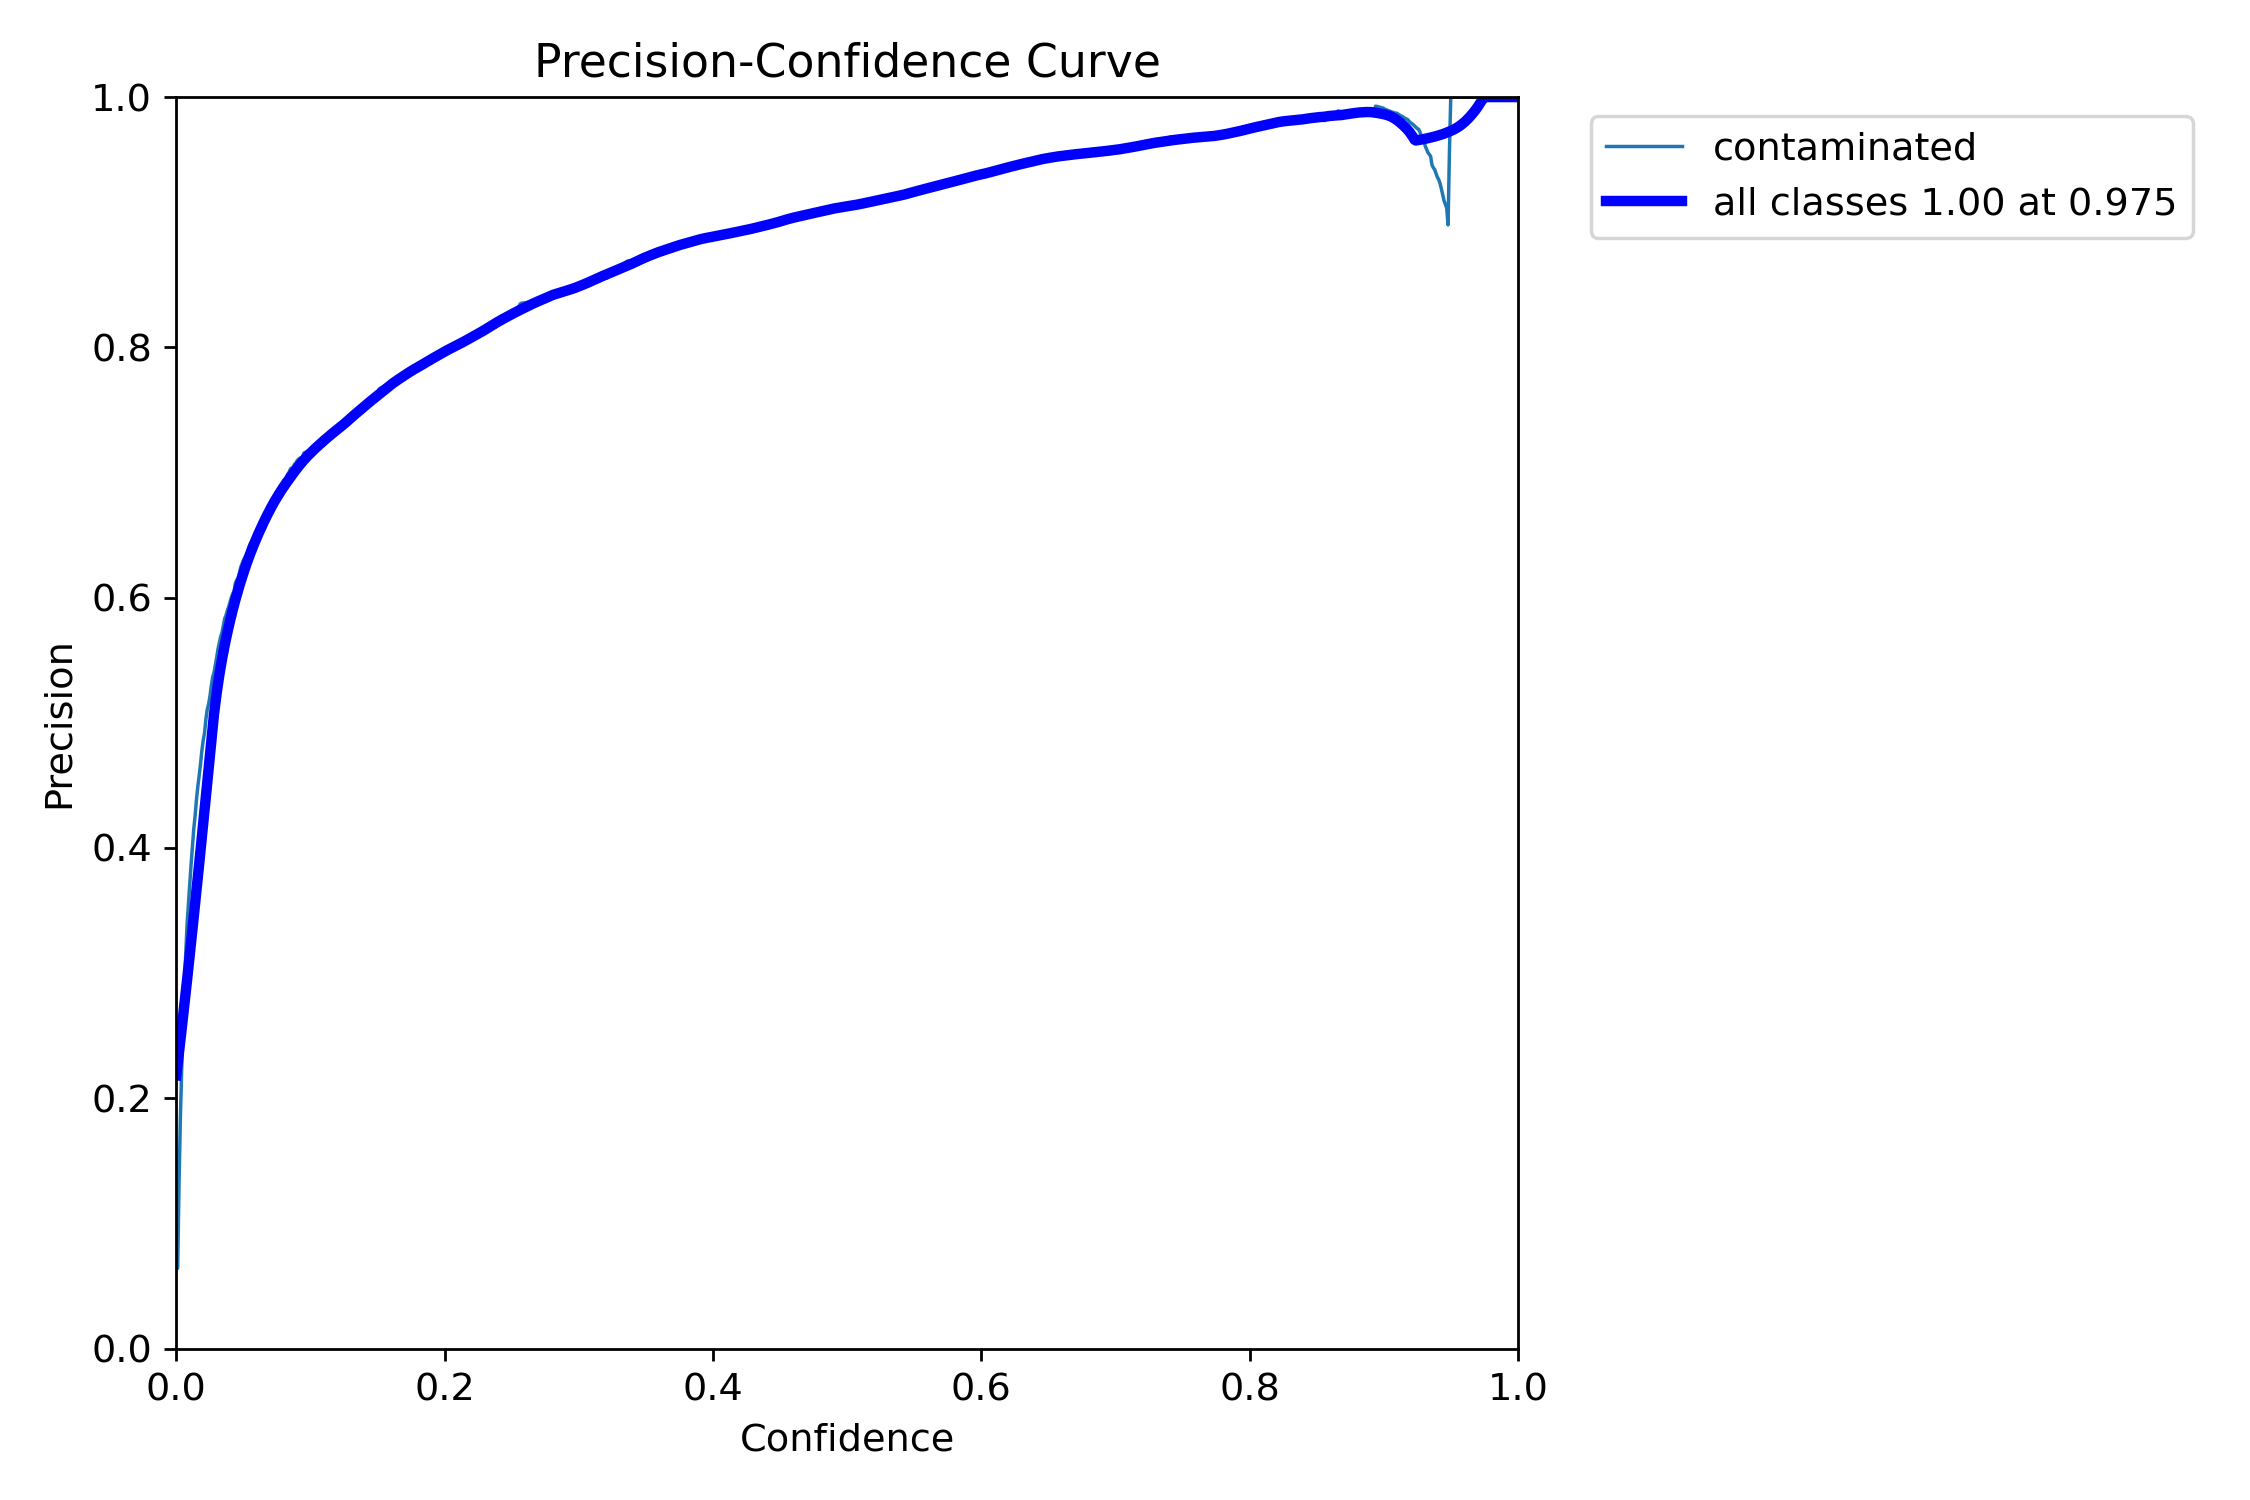 Precision-Confidence Curve
1.0
0.8
0.6
0.4
0.2
0.0
Precision
0.0 0.2 0.4 0.6 0.8 1.0
Confidence
contaminated
all classes 1.00 at 0.975